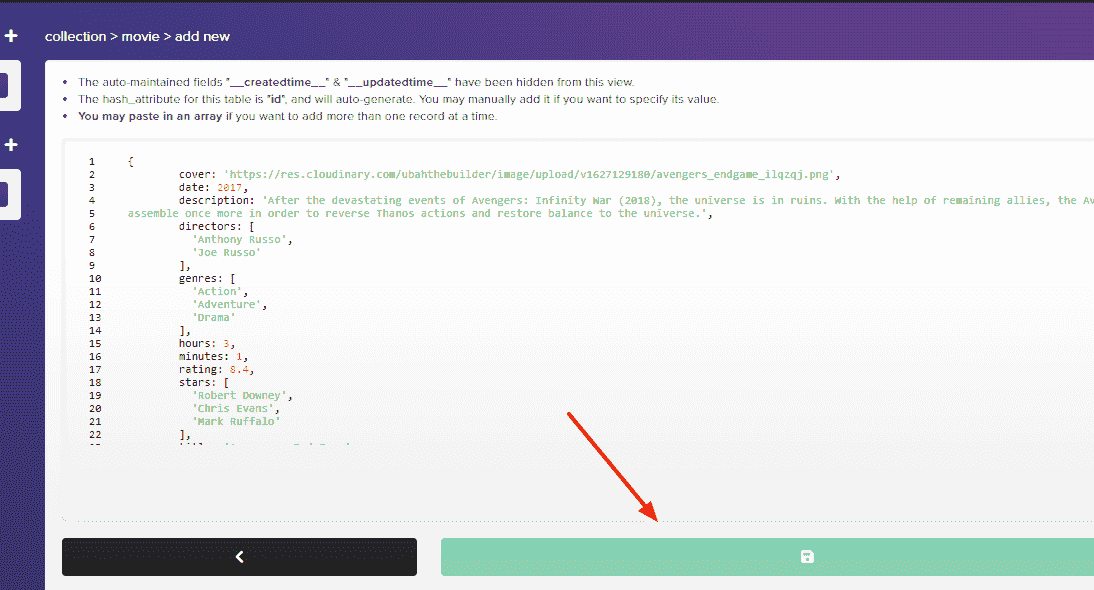 + collection > movie > add new
• The auto-maintained fields "__createdtime__" & "__updatedtime__" have been hidden from this view.
• The hash_attribute for this table is "id", and will auto-generate. You may manually add it if you want to specify its value.
+ • You may paste in an array if you want to add more than one record at a time.
1 {
2 cover: 'https://res.cloudinary.com/ubahthebuilder/image/upload/v1627129180/avengers_endgame_ilqzqj.png',
3 date: 2017,
4 description: 'After the devastating events of Avengers: Infinity War (2018), the universe is in ruins. With the help of remaining allies, the Av
5 assemble once more in order to reverse Thanos actions and restore balance to the universe.',
6 directors: [
7 'Anthony Russo',
8 'Joe Russo'
9 ],
10 genres: [
11 'Action',
12 'Adventure',
13 'Drama'
14 ],
15 hours: 3,
16 minutes: 1,
17 rating: 8.4,
18 stars: [
19 'Robert Downey',
20 'Chris Evans',
21 'Mark Ruffalo'
22 ],